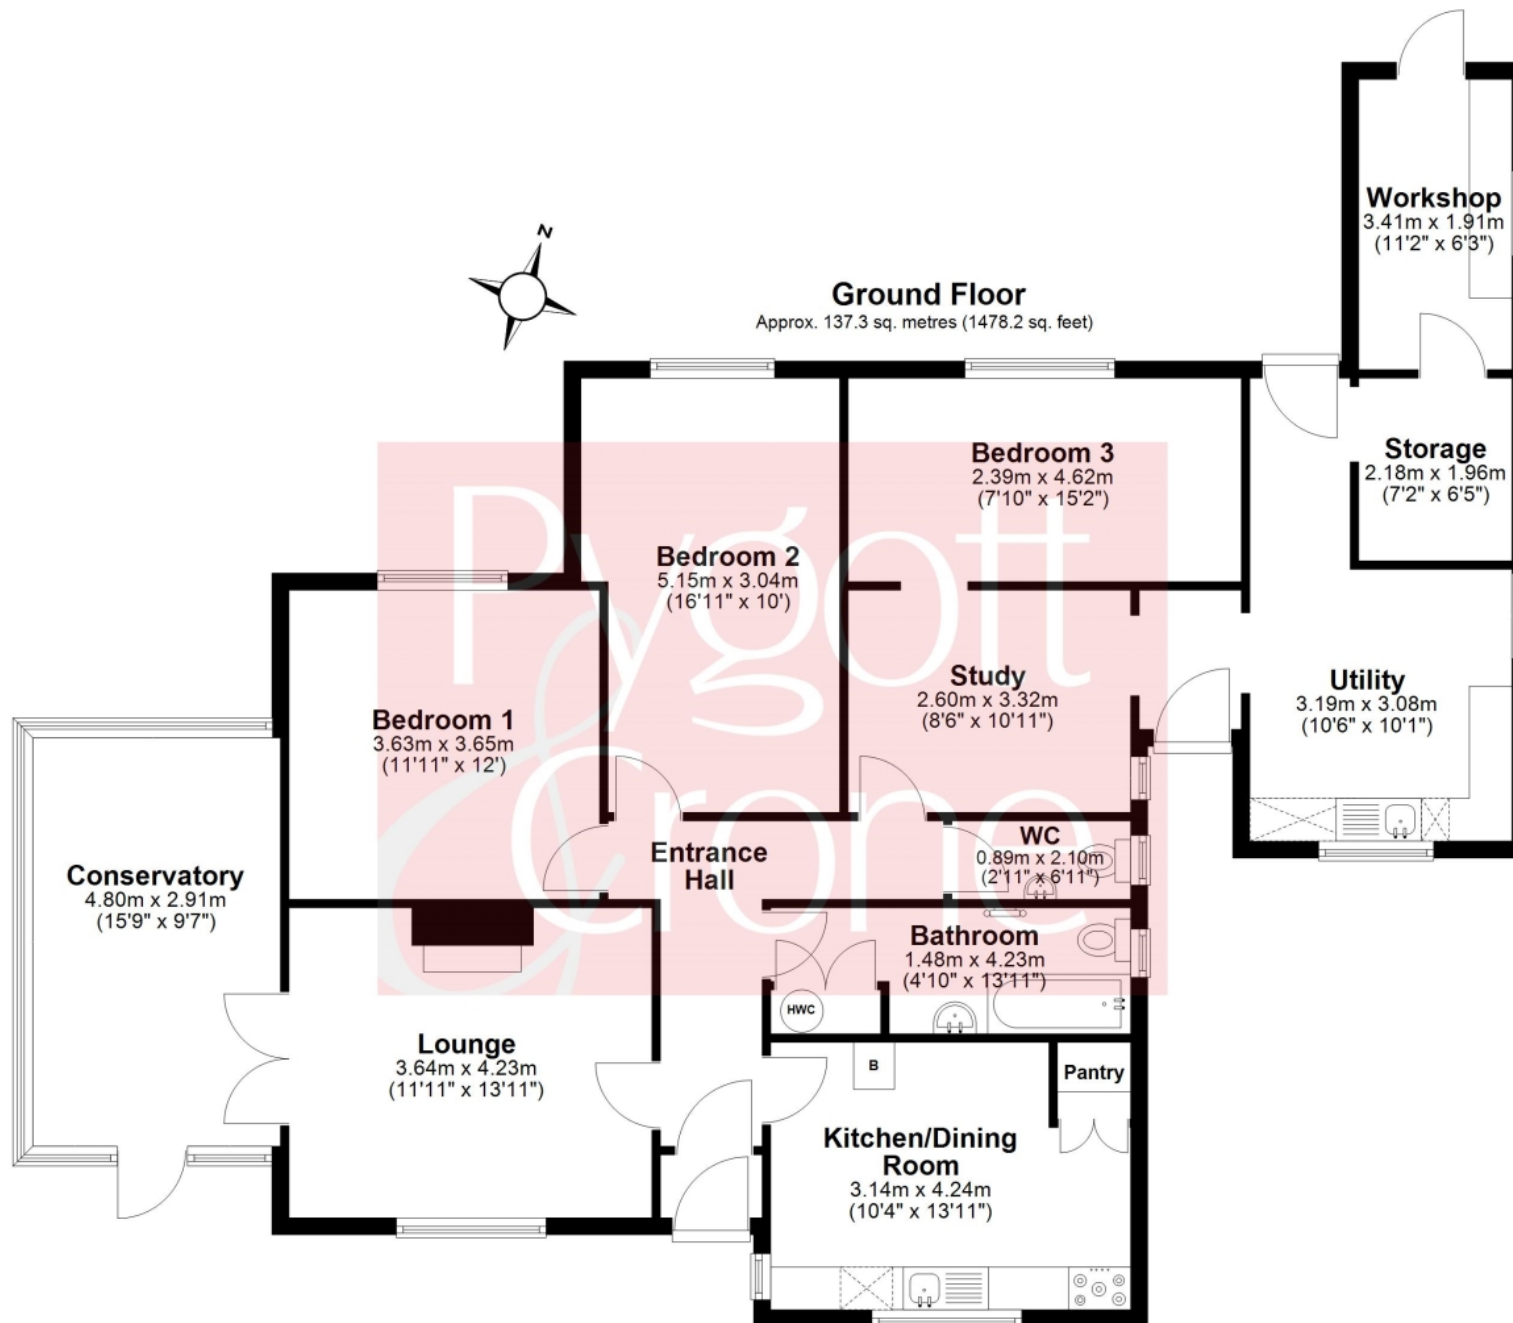 Workshop
3.41m x 1.91m
(11'2" x 6'3")
N
Ground Floor
Approx. 137.3 sq. metres (1478.2 sq. feet)
Bedroom 3
2.39m x 4.62m
(7'10" x 15'2")
Storage
2.18m x 1.96m
(7'2" x 6'5")
Bedroom 2
5.15m x 3.04m
(16'11" x 10')
Pygott
& Crone
Study
2.60m x 3.32m
(8'6" x 10'11")
Utility
3.19m x 3.08m
(10'6" x 10'1")
Bedroom 1
3.63m x 3.65m
(11'11" x 12')
WC
0.89m x 2.10m
(2'11" x 6'11")
Entrance
Hall
Conservatory
4.80m x 2.91m
(15'9" x 9'7")
Bathroom
1.48m x 4.23m
(4'10" x 13'11")
HWC
Lounge
3.64m x 4.23m
(11'11" x 13'11")
B
Pantry
Kitchen/Dining
Room
3.14m x 4.24m
(10'4" x 13'11")